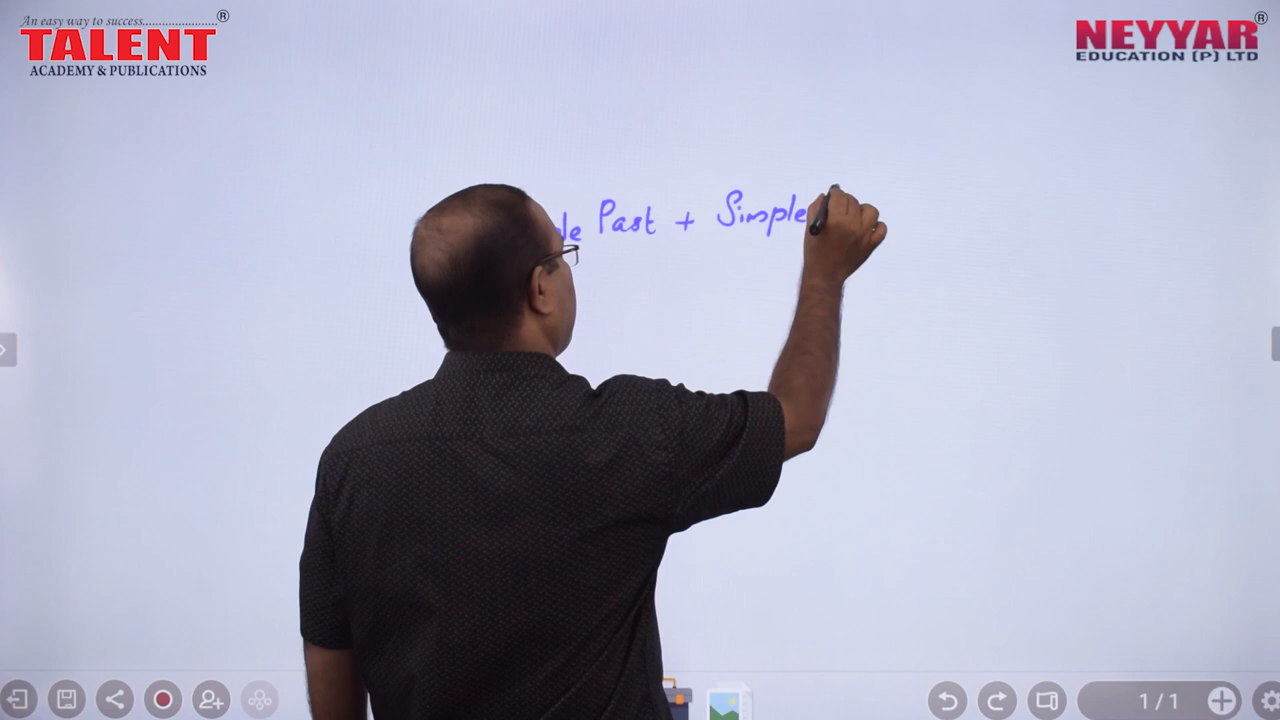 An easy way to success........................®
TALENT
ACADEMY & PUBLICATIONS
NEYYAR®
EDUCATION (P) LTD
Past + Simple
1 / 1